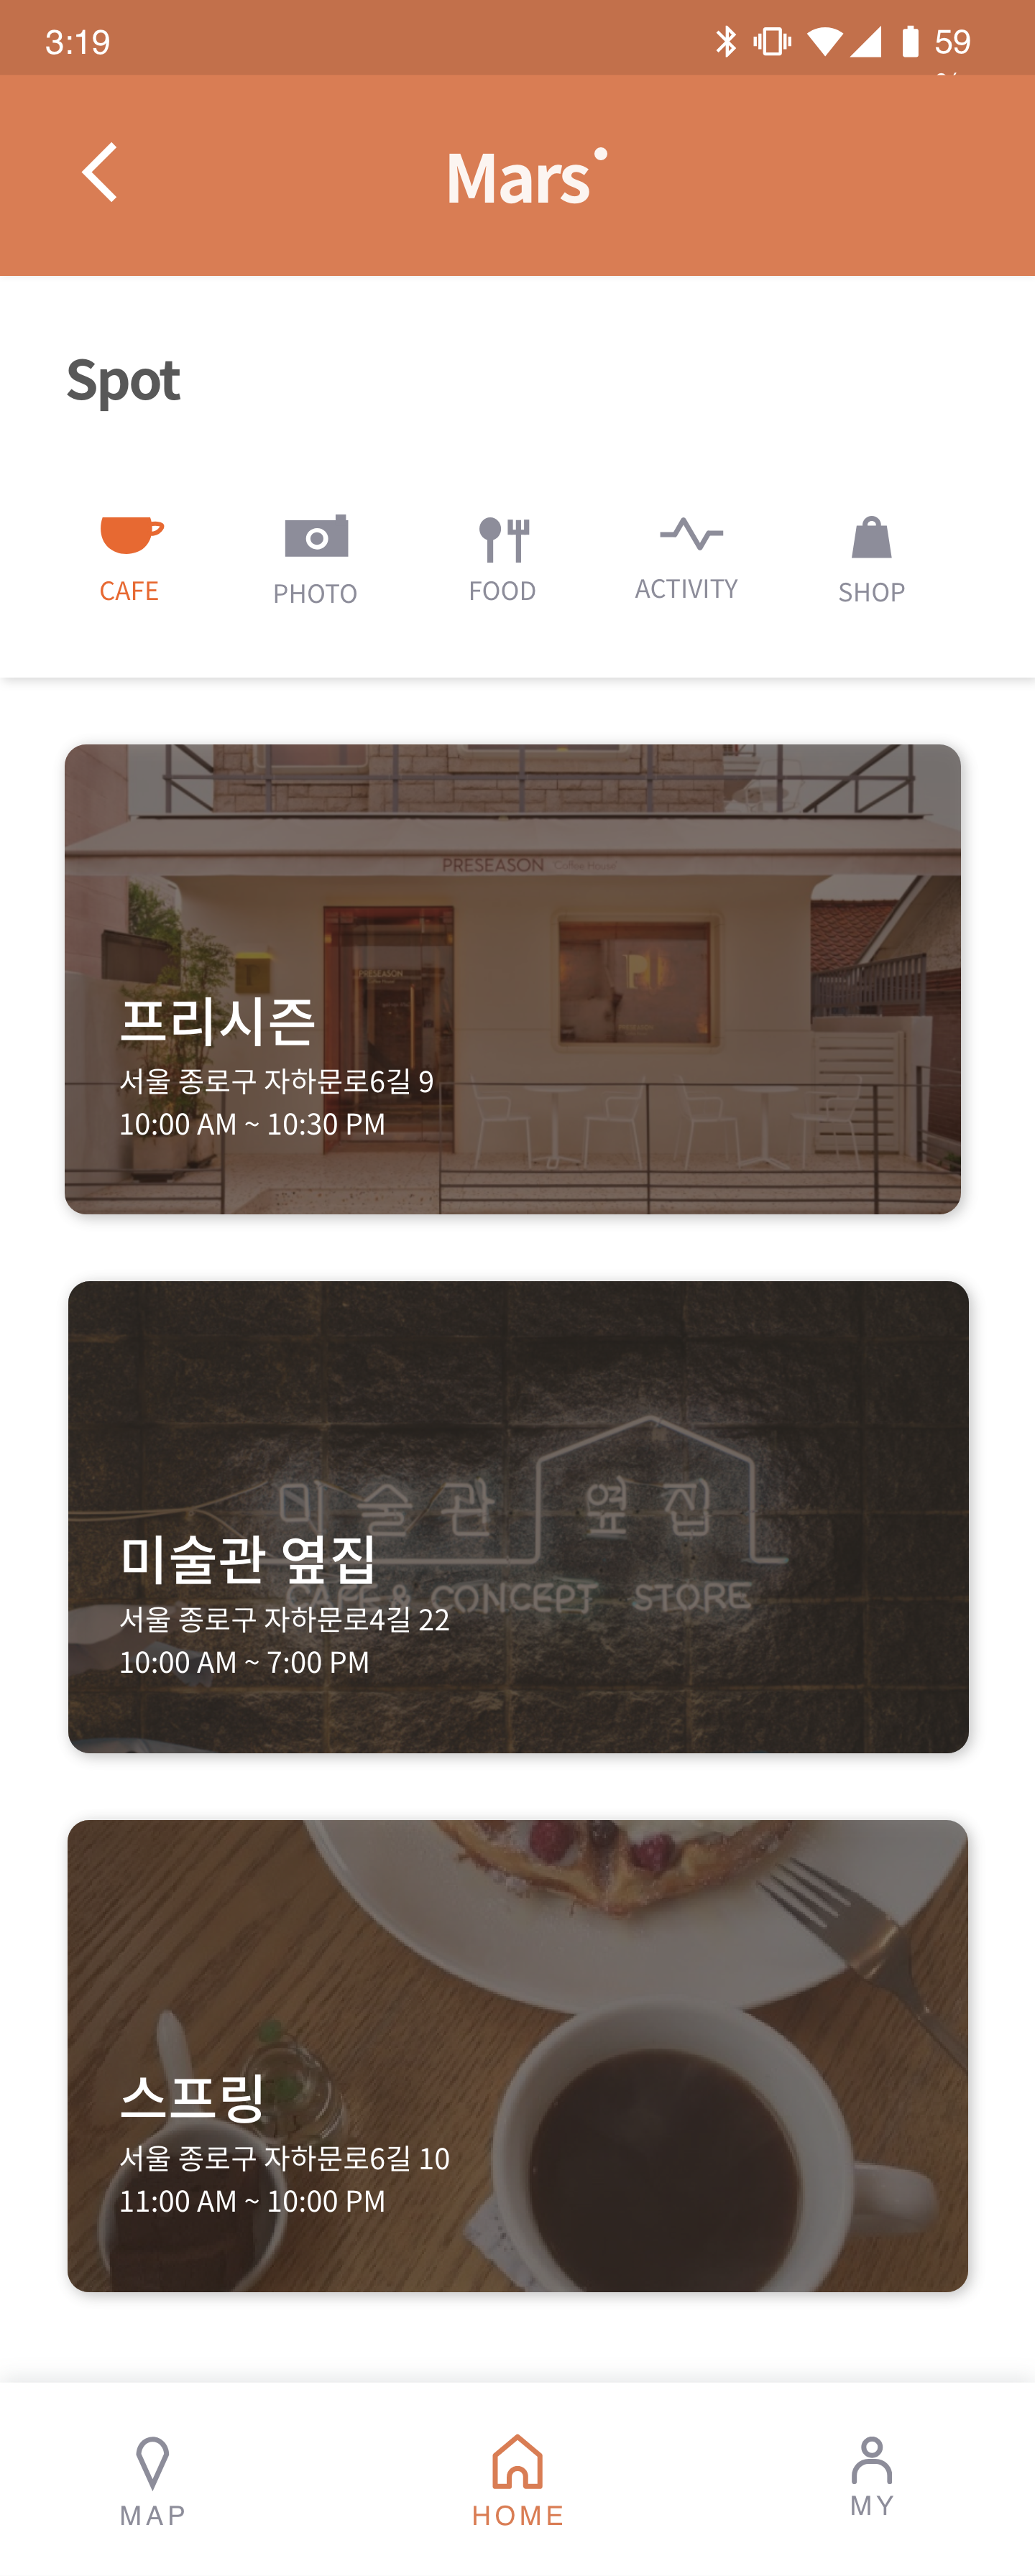 3:19
59
Mars
Spot
CAFE
PHOTO
FOOD
ACTIVITY
SHOP
PRESEASON Coffee House
PRESEASON
프리시즌
서울 종로구 자하문로6길 9
10:00 AM ~ 10:30 PM
미술관 옆집
CONCEPT STORE
미술관 옆집
서울 종로구 자하문로4길 22
10:00 AM ~ 7:00 PM
스프링
서울 종로구 자하문로6길 10
11:00 AM ~ 10:00 PM
MAP
HOME
MY